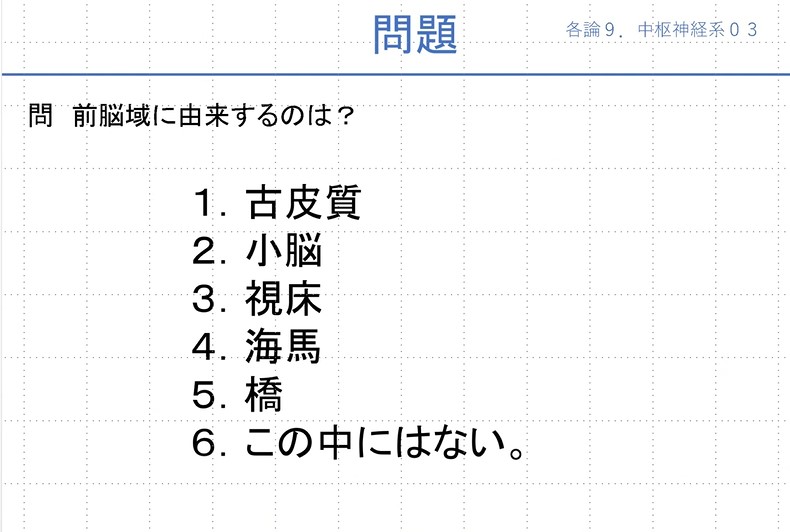 問題
各論９．中枢神経系０３
問　前脳域に由来するのは？
１．古皮質
２．小脳
３．視床
４．海馬
５．橋
６．この中にはない。